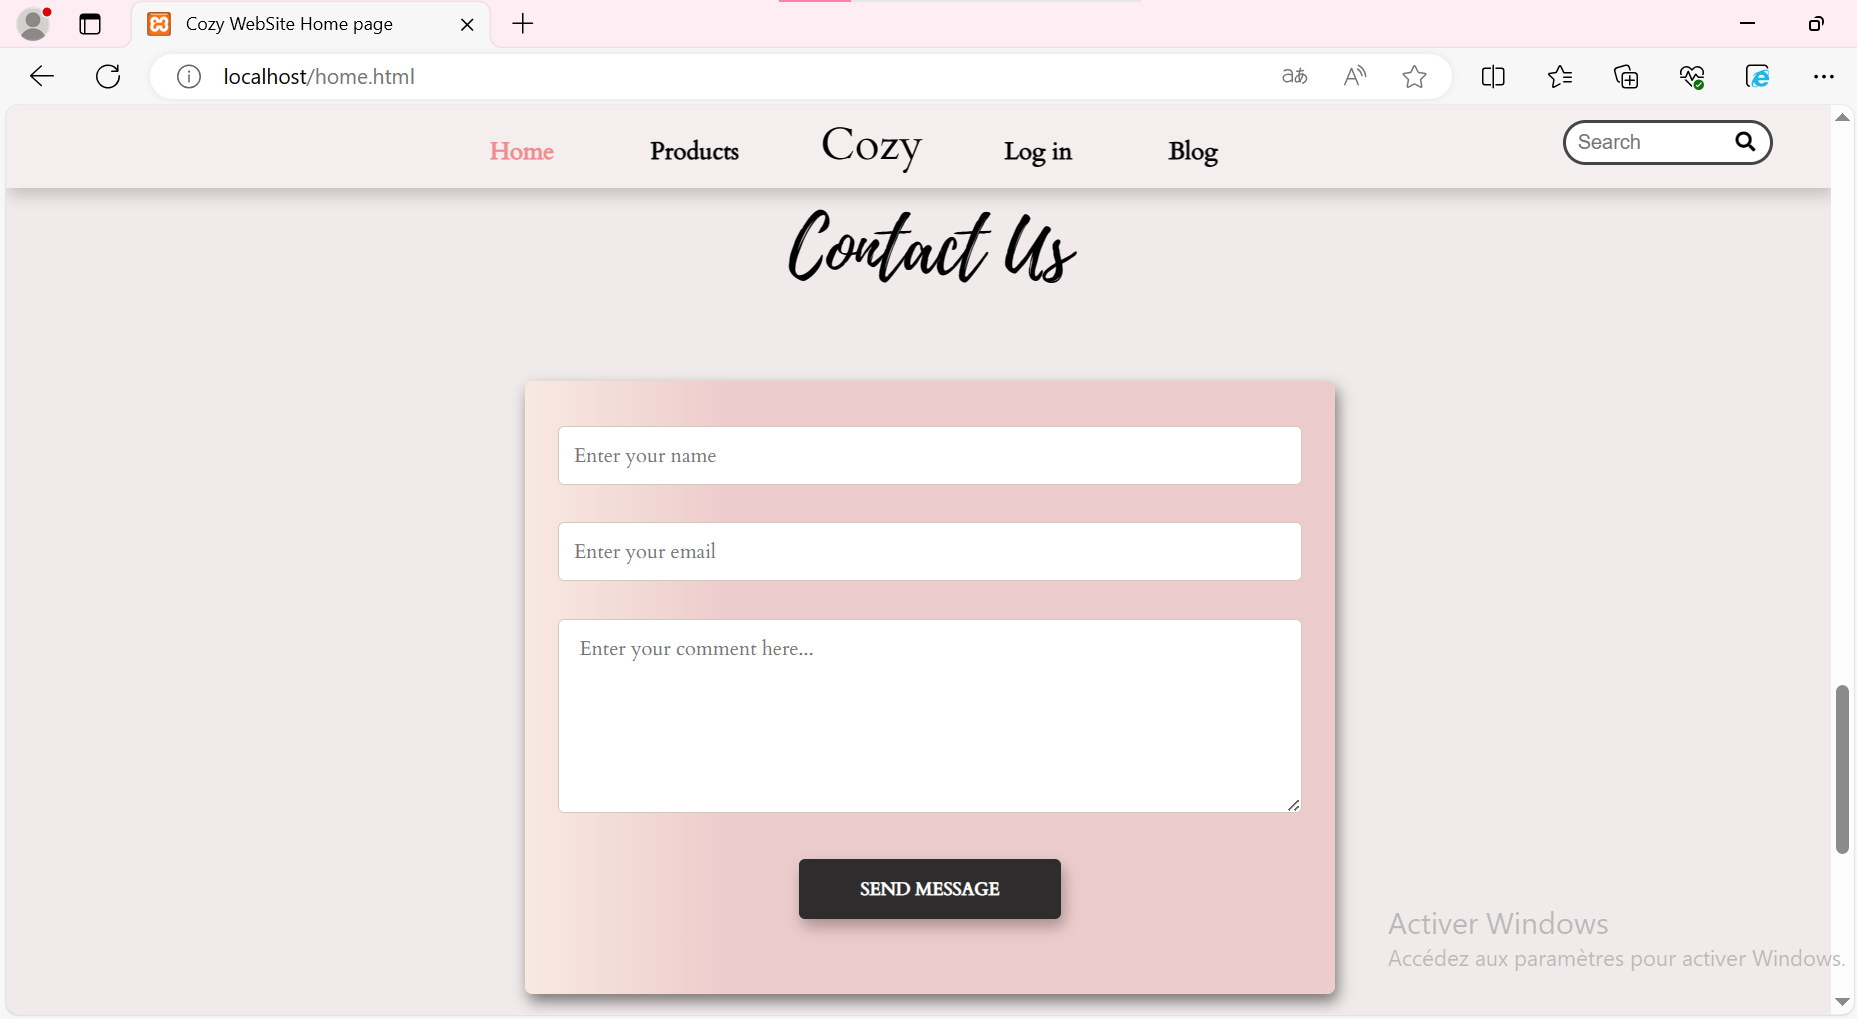 Cozy WebSite Home page
localhost/home.html
Home Products Cozy Log in Blog Search
Contact Us
Enter your name
Enter your email
Enter your comment here...
SEND MESSAGE
Activer Windows
Accédez aux paramètres pour activer Windows.